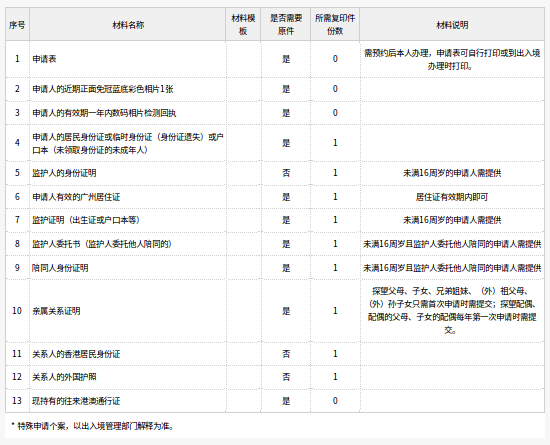 序号 材料名称 材料模板 是否需要原件 所需复印件份数 材料说明
1 申请表 是 0 需预约后本人办理，申请表可自行打印或到出入境办理时打印。
2 申请人的近期正面免冠蓝底彩色相片1张 是 0
3 申请人的有效期一年内数码相片检测回执 是 0
4 申请人的居民身份证或临时身份证（身份证遗失）或户口本（未领取身份证的未成年人） 是 1
5 监护人的身份证明 否 1 未满16周岁的申请人需提供
6 申请人有效的广州居住证 是 1 居住证有效期内即可
7 监护证明（出生证或户口本等） 是 1 未满16周岁的申请人需提供
8 监护人委托书（监护人委托他人陪同的） 是 1 未满16周岁且监护人委托他人陪同的申请人需提供
9 陪同人身份证明 是 1 未满16周岁且监护人委托他人陪同的申请人需提供
10 亲属关系证明 是 1 探望父母、子女、兄弟姐妹、（外）祖父母、（外）孙子女只需首次申请时需提交；探望配偶、配偶的父母、子女的配偶每年第一次申请时需提交。
11 关系人的香港居民身份证 否 1
12 关系人的外国护照 否 1
13 现持有的往来港澳通行证 是 0
* 特殊申请个案，以出入境管理部门解释为准。